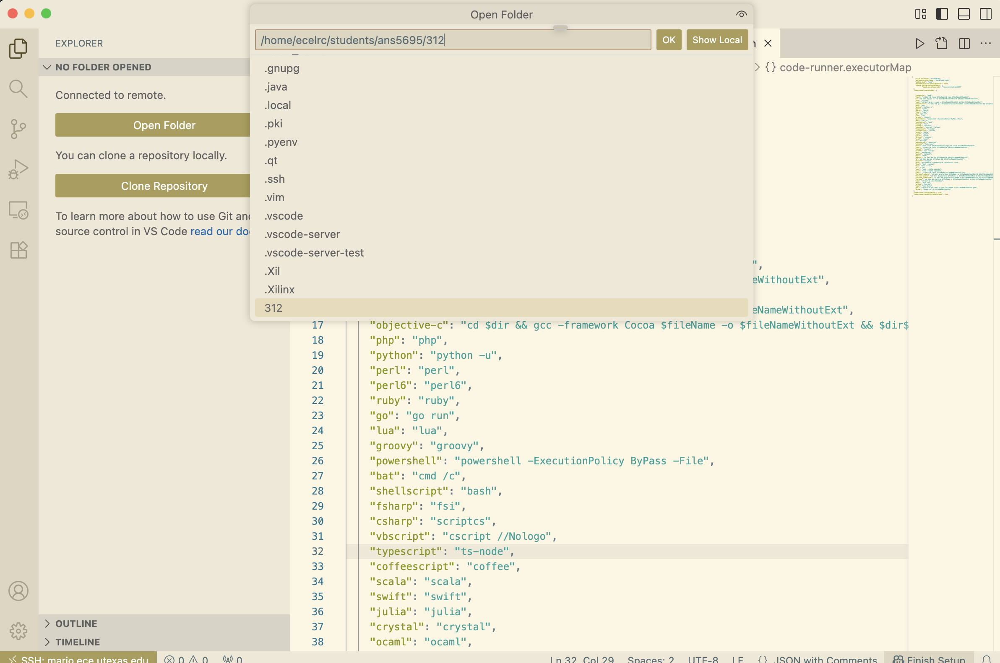 Open Folder
/home/ecelrc/students/ans5695/312
OK
Show Local
EXPLORER
NO FOLDER OPENED
Connected to remote.
Open Folder
You can clone a repository locally.
Clone Repository
To learn more about how to use Git and
source control in VS Code read our doc
.gnupg
.java
.local
.pki
.pyenv
.qt
.ssh
.vim
.vscode
.vscode-server
.vscode-server-test
.Xil
.Xilinx
312
{} code-runner.executorMap
",
eWithoutExt",
eNameWithoutExt",
17 "objective-c": "cd $dir && gcc -framework Cocoa $fileName -o $fileNameWithoutExt && $dir$
18 "php": "php",
19 "python": "python -u",
20 "perl": "perl",
21 "perl6": "perl6",
22 "ruby": "ruby",
23 "go": "go run",
24 "lua": "lua",
25 "groovy": "groovy",
26 "powershell": "powershell -ExecutionPolicy ByPass -File",
27 "bat": "cmd /c",
28 "shellscript": "bash",
29 "fsharp": "fsi",
30 "csharp": "scriptcs",
31 "vbscript": "cscript //Nologo",
32 "typescript": "ts-node",
33 "coffeescript": "coffee",
34 "scala": "scala",
35 "swift": "swift",
36 "julia": "julia",
37 "crystal": "crystal",
38 "ocaml": "ocaml",
OUTLINE
TIMELINE
SSH: mario.ece.utexas.edu 0 0 0 Ln 32, Col 29 Spaces: 2 UTF-8 LF {} JSON with Comments Finish Setup